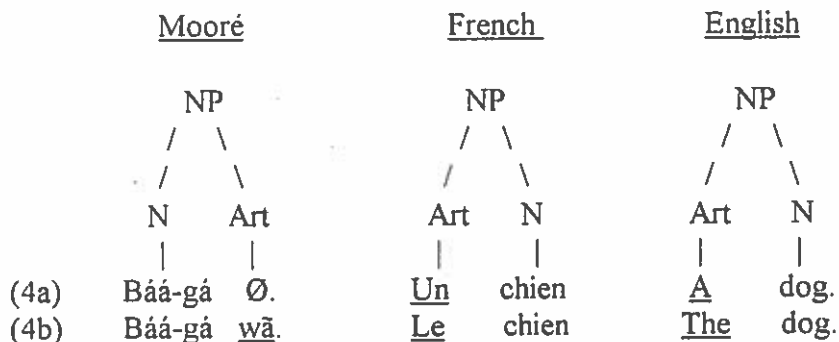 Mooré French English
NP NP NP
/ \ / \ / \
/ \ / \ / \
N Art Art N Art N
| | | | | |
(4a) Báá-gá Ø. Un chien A dog.
(4b) Báá-gá wã. Le chien The dog.